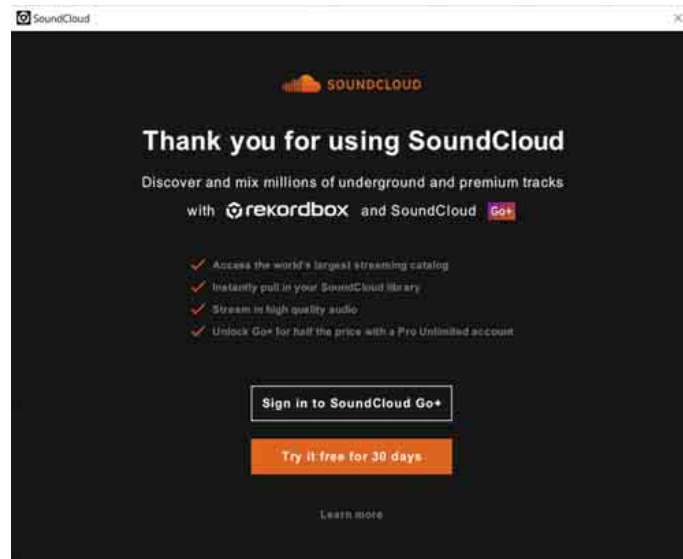 SoundCloud
SOUNDCLOUD
Thank you for using SoundCloud
Discover and mix millions of underground and premium tracks
with rekordbox and SoundCloud Go+
Access the world's largest streaming catalog
Instantly pull in your SoundCloud library
Stream in high quality audio
Unlock Go+ for half the price with a Pro Unlimited account
Sign in to SoundCloud Go+
Try it free for 30 days
Learn more